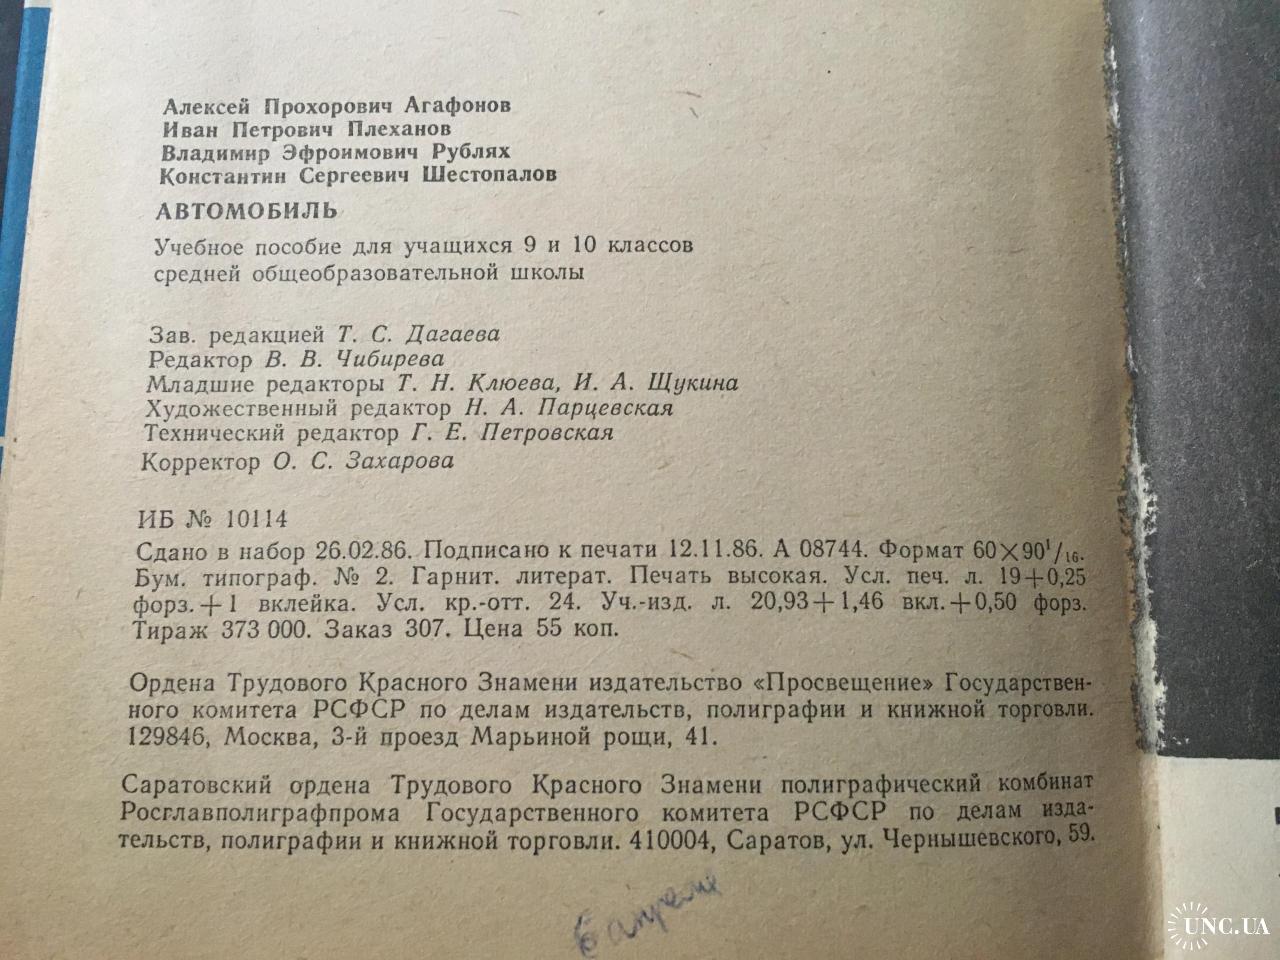 Алексей Прохорович Агафонов
Иван Петрович Плеханов
Владимир Эфроимович Рублях
Константин Сергеевич Шестопалов
АВТОМОБИЛЬ
Учебное пособие для учащихся 9 и 10 классов
средней общеобразовательной школы
Зав. редакцией Т. С. Дагаева
Редактор В. В. Чибирева
Младшие редакторы Т. Н. Клюева, И. А. Щукина
Художественный редактор Н. А. Парцевская
Технический редактор Г. Е. Петровская
Корректор О. С. Захарова
ИБ № 10114
Сдано в набор 26.02.86. Подписано к печати 12.11.86. А 08744. Формат 60×90¹/₁₆.
Бум. типограф. № 2. Гарнит. литерат. Печать высокая. Усл. печ. л. 19+0,25
форз.+1 вклейка. Усл. кр.-отт. 24. Уч.-изд. л. 20,93+1,46 вкл.+0,50 форз.
Тираж 373 000. Заказ 307. Цена 55 коп.
Ордена Трудового Красного Знамени издательство «Просвещение» Государствен-
ного комитета РСФСР по делам издательств, полиграфии и книжной торговли.
129846, Москва, 3-й проезд Марьиной рощи, 41.
Саратовский ордена Трудового Красного Знамени полиграфический комбинат
Росглавполиграфпрома Государственного комитета РСФСР по делам изда-
тельств, полиграфии и книжной торговли. 410004, Саратов, ул. Чернышевского, 59.
6 апреля
UNC.UA